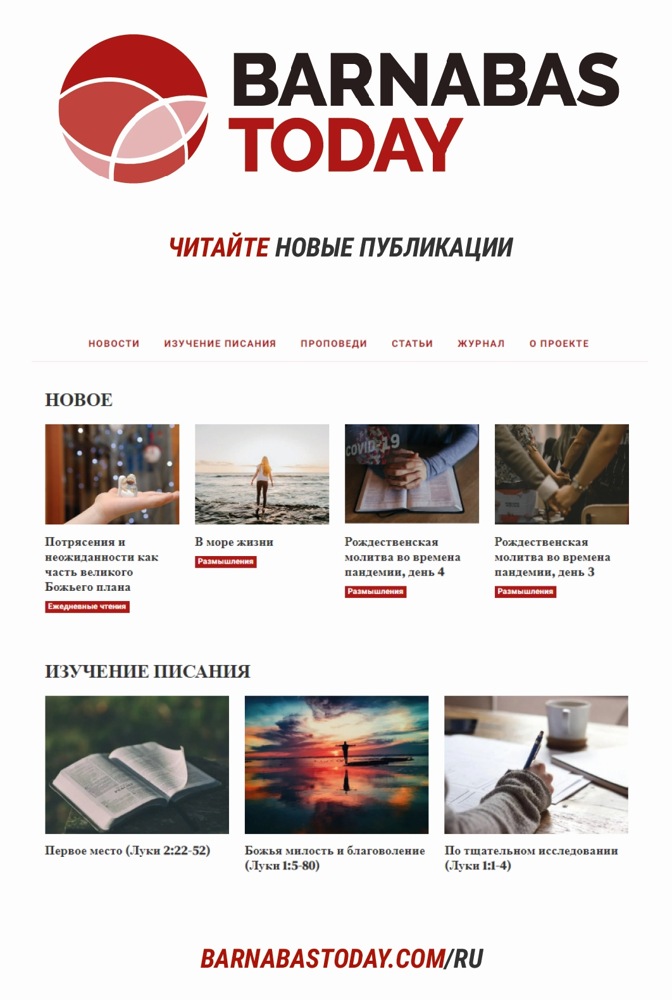 BARNABAS
TODAY
ЧИТАЙТЕ НОВЫЕ ПУБЛИКАЦИИ
НОВОСТИ ИЗУЧЕНИЕ ПИСАНИЯ ПРОПОВЕДИ СТАТЬИ ЖУРНАЛ О ПРОЕКТЕ
НОВОЕ
COVID-19
Потрясения и
неожиданности как
часть великого
Божьего плана
Ежедневные чтения
В море жизни
Размышления
Рождественская
молитва во времена
пандемии, день 4
Размышления
Рождественская
молитва во времена
пандемии, день 3
Размышления
ИЗУЧЕНИЕ ПИСАНИЯ
Первое место (Луки 2:22-52)
Божья милость и благоволение
(Луки 1:5-80)
По тщательном исследовании
(Луки 1:1-4)
BARNABASTODAY.COM/RU